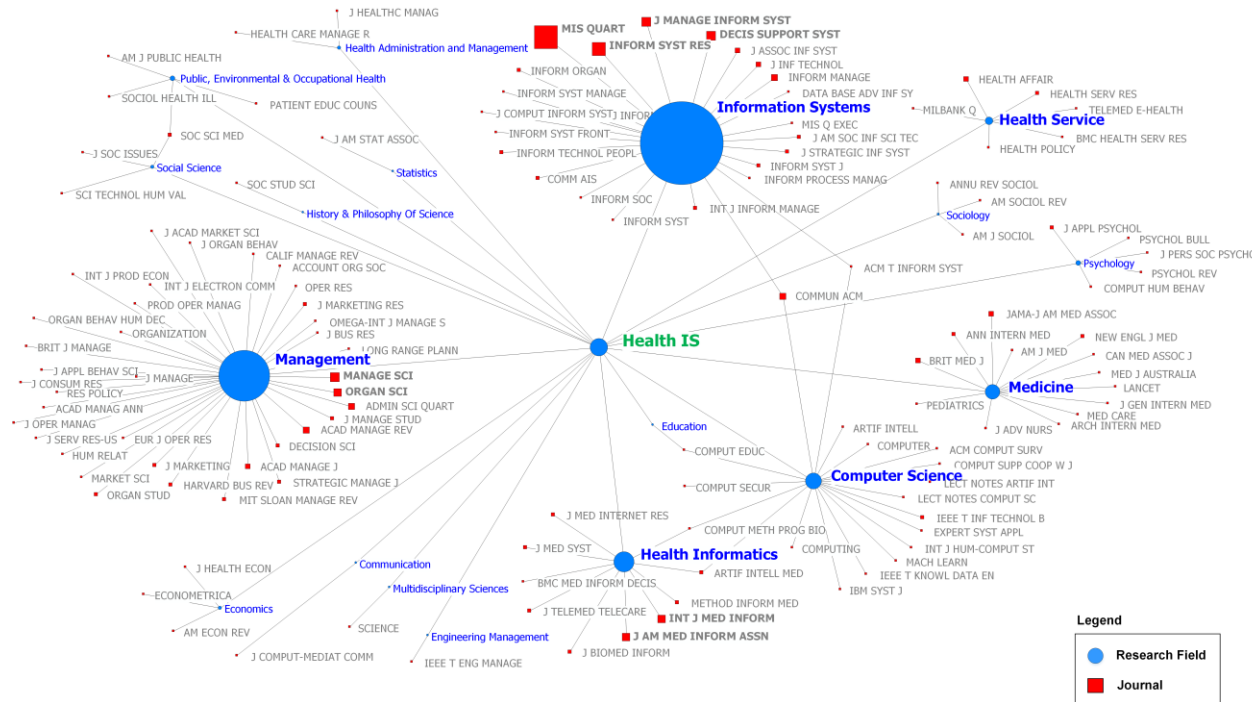 J HEALTHC MANAG
HEALTH CARE MANAGE R
Health Administration and Management
AM J PUBLIC HEALTH
Public, Environmental & Occupational Health
SOCIOL HEALTH ILL
PATIENT EDUC COUNS
SOC SCI MED
J SOC ISSUES
Social Science
SCI TECHNOL HUM VAL
J AM STAT ASSOC
Statistics
SOC STUD SCI
History & Philosophy Of Science
MIS QUART
J MANAGE INFORM SYST
INFORM SYST RES
DECIS SUPPORT SYST
J ASSOC INF SYST
J INF TECHNOL
INFORM ORGAN
INFORM MANAGE
INFORM SYST MANAGE
DATA BASE ADV INF SY
Information Systems
J COMPUT INFORM SYST
J INFORM
INFORM SYST FRONT
MIS Q EXEC
J AM SOC INF SCI TEC
INFORM TECHNOL PEOPL
J STRATEGIC INF SYST
INFORM SYST J
COMM AIS
INFORM PROCESS MANAG
INFORM SOC
INT J INFORM MANAGE
INFORM SYST
HEALTH AFFAIR
HEALTH SERV RES
MILBANK Q
TELEMED E-HEALTH
Health Service
BMC HEALTH SERV RES
HEALTH POLICY
ANNU REV SOCIOL
AM SOCIOL REV
Sociology
AM J SOCIOL
J APPL PSYCHOL
PSYCHOL BULL
J PERS SOC PSYCHO
Psychology
PSYCHOL REV
COMPUT HUM BEHAV
ACM T INFORM SYST
COMMUN ACM
J ACAD MARKET SCI
J ORGAN BEHAV
CALIF MANAGE REV
ACCOUNT ORG SOC
INT J PROD ECON
INT J ELECTRON COMM
OPER RES
PROD OPER MANAG
J MARKETING RES
ORGAN BEHAV HUM DEC
ORGANIZATION
OMEGA-INT J MANAGE S
J BUS RES
BRIT J MANAGE
LONG RANGE PLANN
Management
J APPL BEHAV SCI
J MANAGE
MANAGE SCI
J CONSUM RES
RES POLICY
ORGAN SCI
ACAD MANAG ANN
ADMIN SCI QUART
J MANAGE STUD
J OPER MANAG
ACAD MANAGE REV
J SERV RES-US
EUR J OPER RES
DECISION SCI
HUM RELAT
J MARKETING
ACAD MANAGE J
MARKET SCI
HARVARD BUS REV
STRATEGIC MANAGE J
ORGAN STUD
MIT SLOAN MANAGE REV
Health IS
JAMA-J AM MED ASSOC
ANN INTERN MED
NEW ENGL J MED
BRIT MED J
AM J MED
CAN MED ASSOC J
MED J AUSTRALIA
Medicine
LANCET
PEDIATRICS
J GEN INTERN MED
MED CARE
ARCH INTERN MED
J ADV NURS
Education
COMPUT EDUC
ARTIF INTELL
COMPUTER
ACM COMPUT SURV
COMPUT SUPP COOP W J
Computer Science
LECT NOTES ARTIF INT
COMPUT SECUR
LECT NOTES COMPUT SC
IEEE T INF TECHNOL B
EXPERT SYST APPL
INT J HUM-COMPUT ST
MACH LEARN
IEEE T KNOWL DATA EN
IBM SYST J
COMPUTING
COMPUT METH PROG BIO
J MED INTERNET RES
J MED SYST
Health Informatics
ARTIF INTELL MED
BMC MED INFORM DECIS
METHOD INFORM MED
J TELEMED TELECARE
INT J MED INFORM
J AM MED INFORM ASSN
J BIOMED INFORM
J HEALTH ECON
ECONOMETRICA
Economics
AM ECON REV
Communication
Multidisciplinary Sciences
SCIENCE
Engineering Management
J COMPUT-MEDIAT COMM
IEEE T ENG MANAGE
Legend
Research Field
Journal